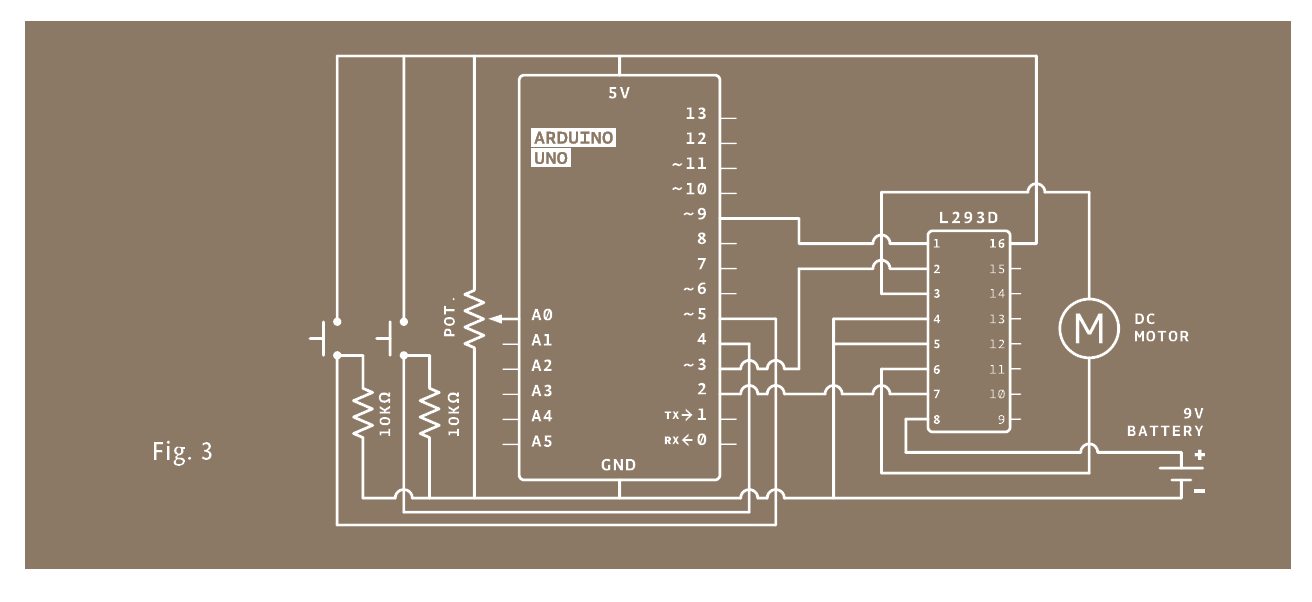 5V
ARDUINO
UNO
13
12
~11
~10
~9
8
7
~6
~5
4
~3
2
TX→1
RX←0
A0
A1
A2
A3
A4
A5
GND
POT.
10KΩ
10KΩ
L293D
1
2
3
4
5
6
7
8
16
15
14
13
12
11
10
9
M
DC
MOTOR
9V
BATTERY
+
-
Fig. 3